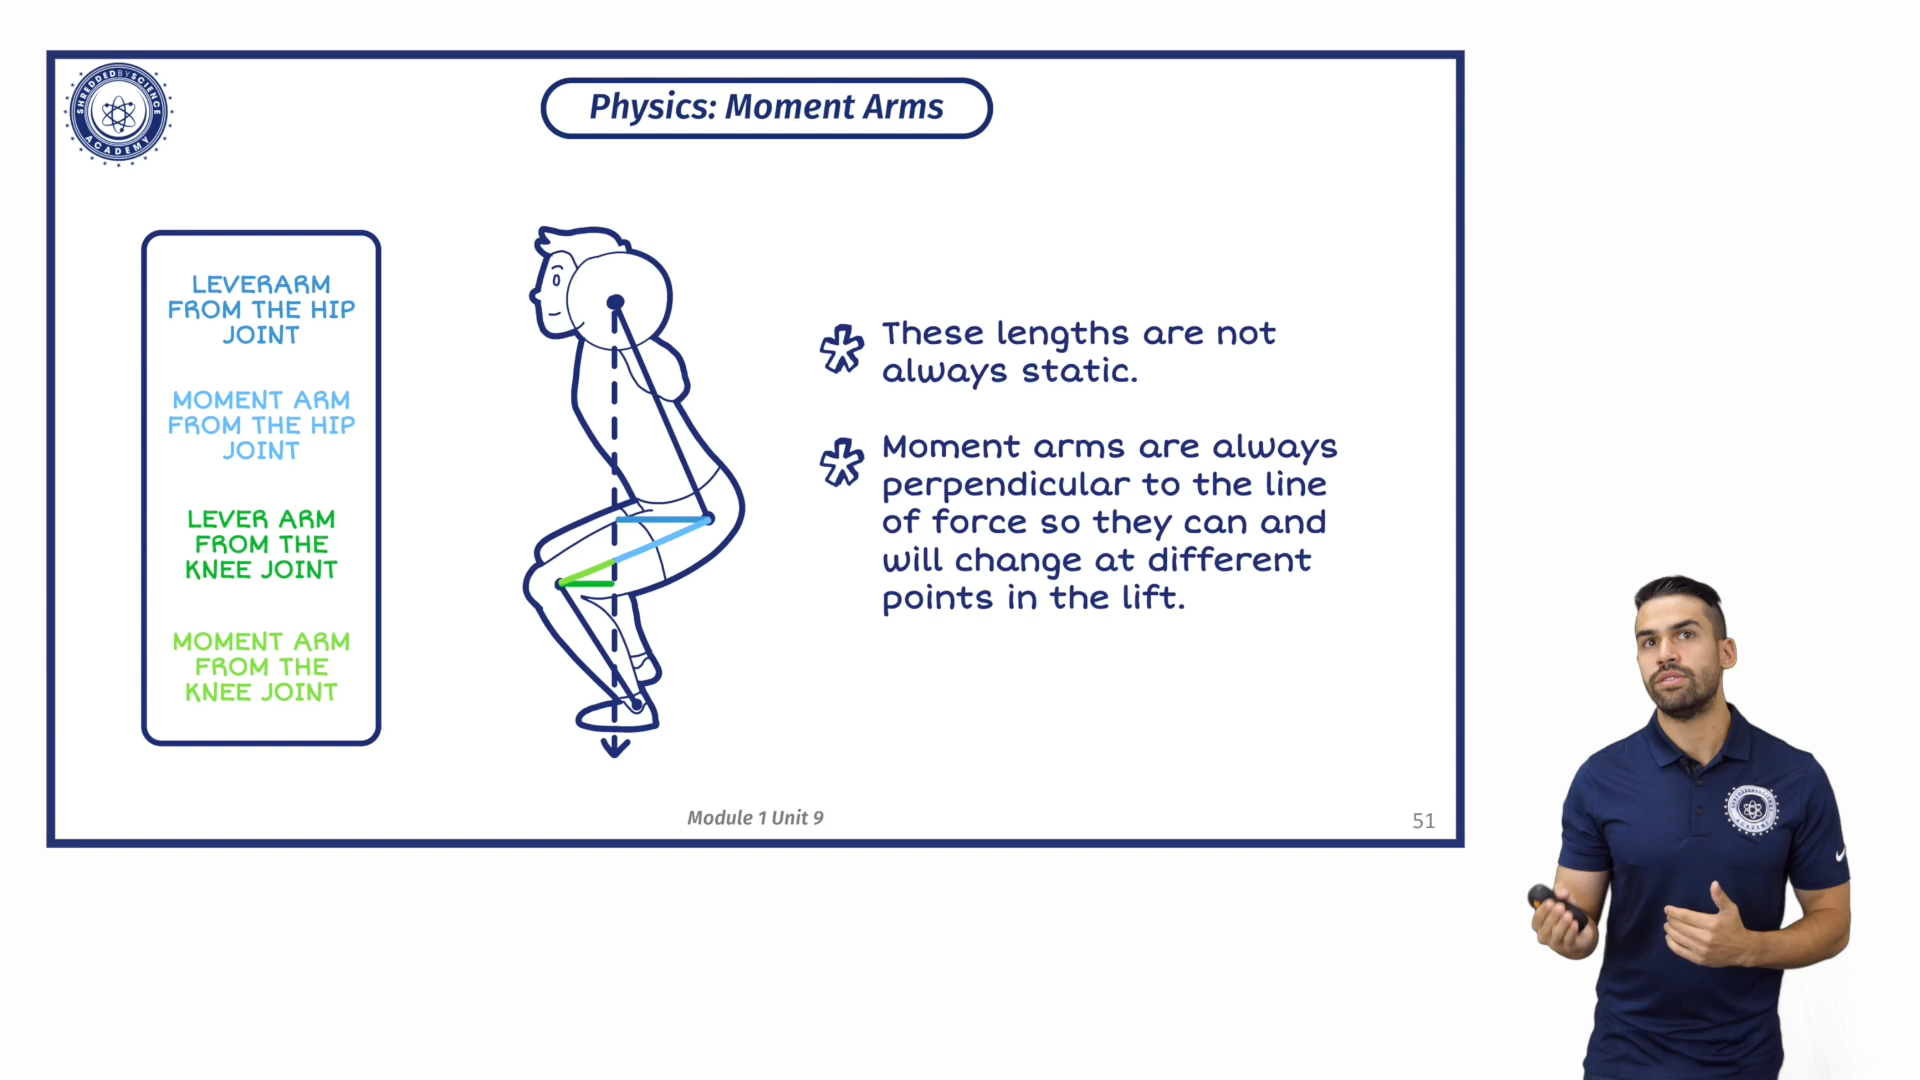 SHREDDEDBYSCIENCE
ACADEMY
Physics: Moment Arms
LEVERARM
FROM THE HIP
JOINT
MOMENT ARM
FROM THE HIP
JOINT
LEVER ARM
FROM THE
KNEE JOINT
MOMENT ARM
FROM THE
KNEE JOINT
These lengths are not
always static.
Moment arms are always
perpendicular to the line
of force so they can and
will change at different
points in the lift.
Module 1 Unit 9
51